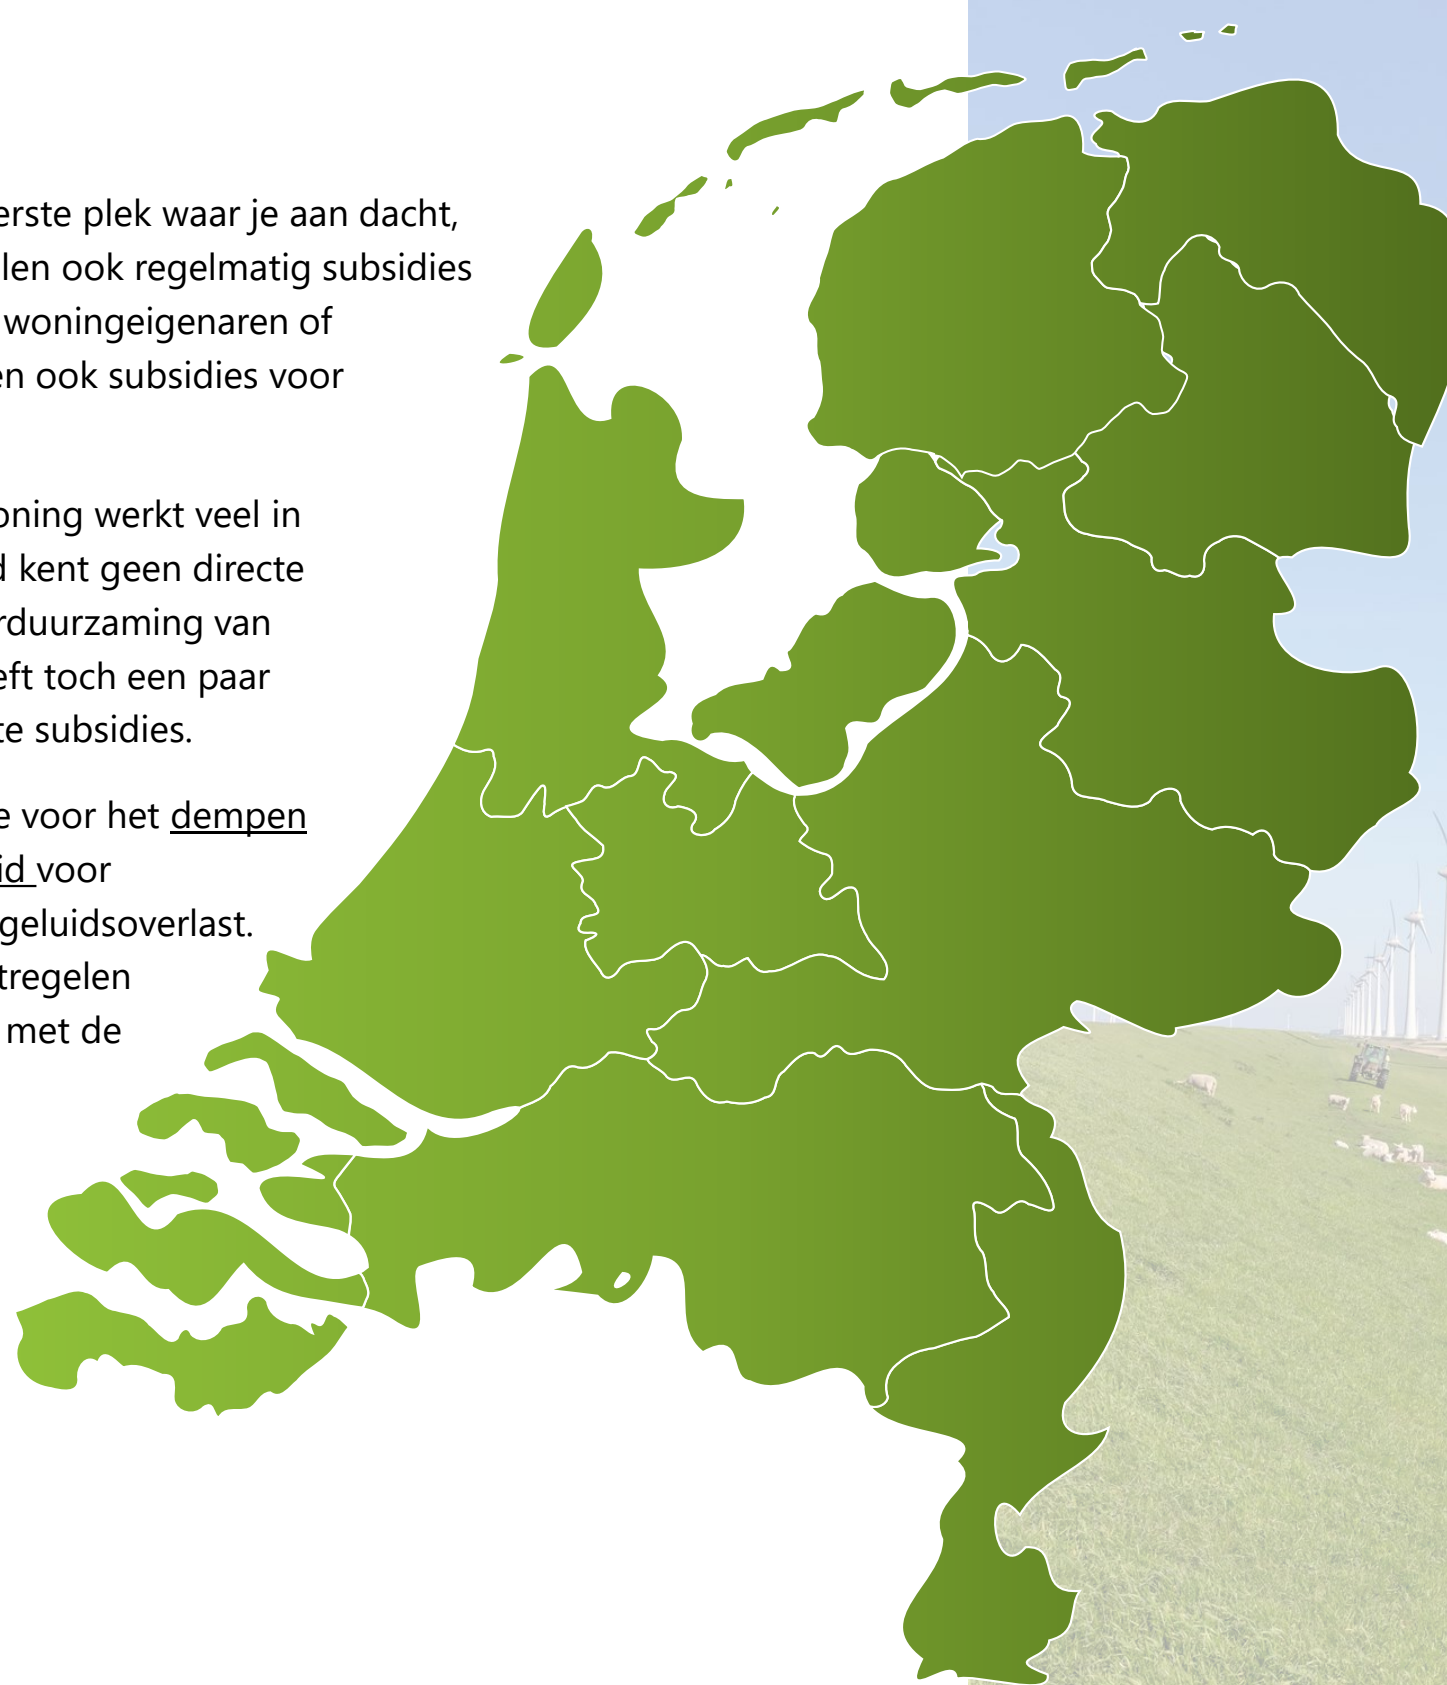 erste plek waar je aan dacht,
len ook regelmatig subsidies
woningeigenaren of
en ook subsidies voor
oning werkt veel in
d kent geen directe
rduurzaming van
eft toch een paar
te subsidies.
e voor het dempen
id voor
geluidsoverlast.
tregelen
met de